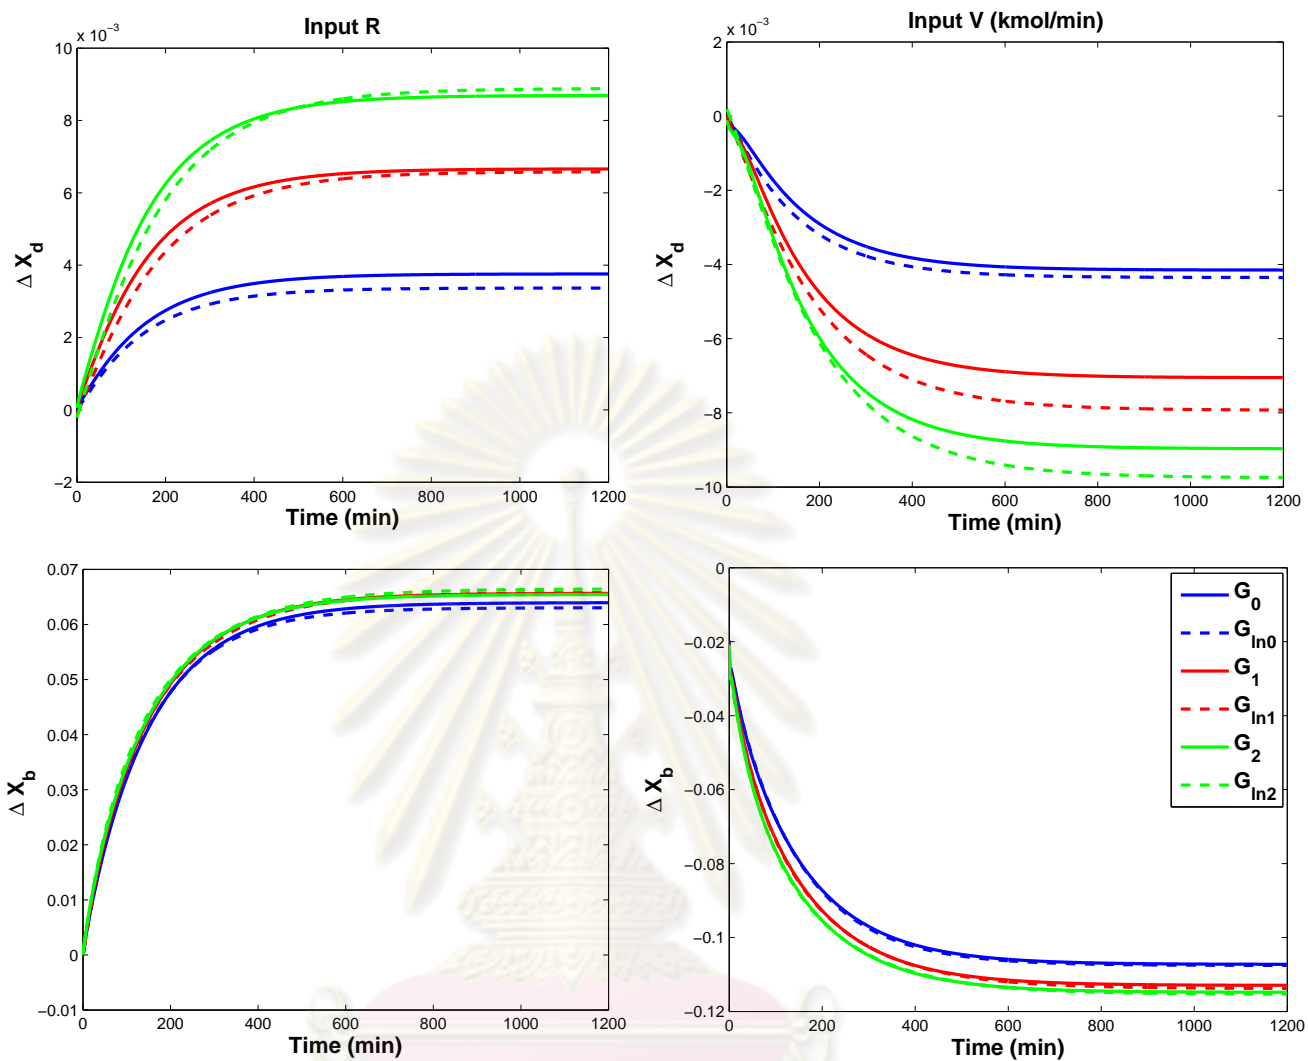 Input R
x 10⁻³
10
8
6
4
2
0
−2
0 200 400 600 800 1000 1200
Δ X_d
Time (min)
Input V (kmol/min)
x 10⁻³
2
0
−2
−4
−6
−8
−10
0 200 400 600 800 1000 1200
Δ X_d
Time (min)
0.07
0.06
0.05
0.04
0.03
0.02
0.01
0
−0.01
0 200 400 600 800 1000 1200
Δ X_b
Time (min)
0
−0.02
−0.04
−0.06
−0.08
−0.1
−0.12
0 200 400 600 800 1000 1200
Δ X_b
Time (min)
G_0
G_ln0
G_1
G_ln1
G_2
G_ln2